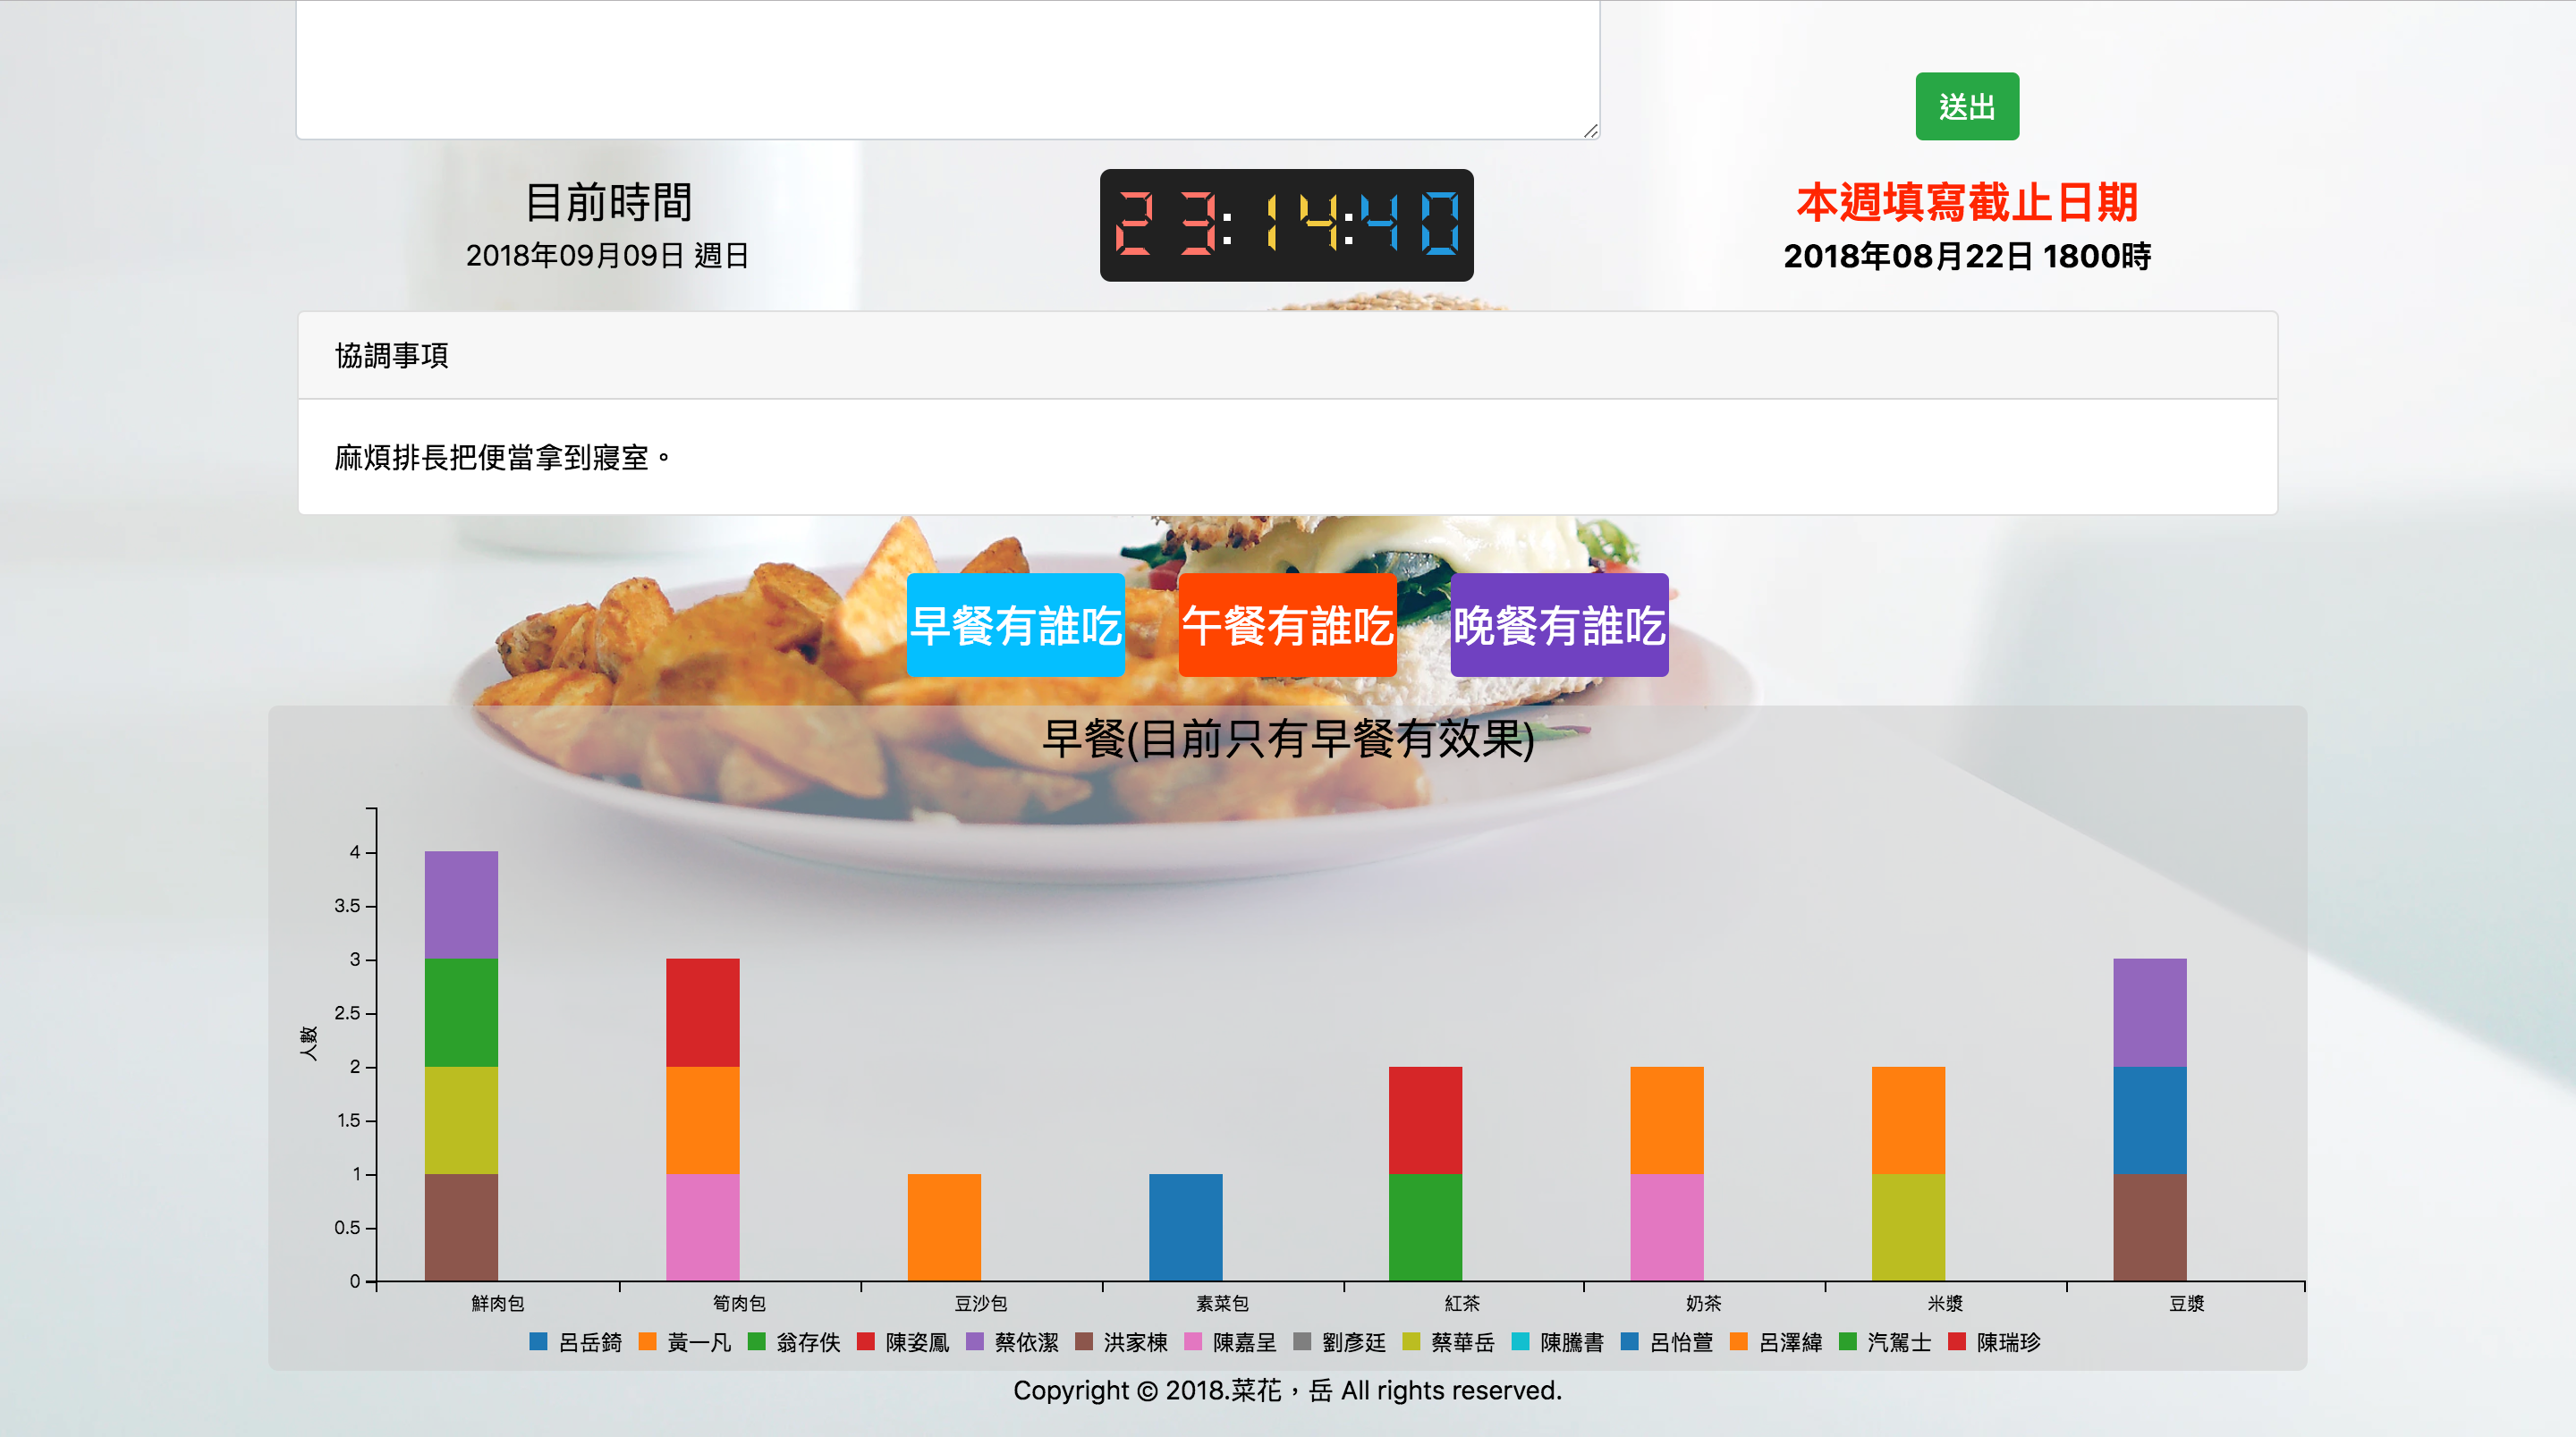 送出
目前時間
2018年09月09日 週日
23:14:40
本週填寫截止日期
2018年08月22日 1800時
協調事項
麻煩排長把便當拿到寢室。
早餐有誰吃
午餐有誰吃
晚餐有誰吃
早餐(目前只有早餐有效果)
人數
4
3.5
3
2.5
2
1.5
1
0.5
0
鮮肉包 筍肉包 豆沙包 素菜包 紅茶 奶茶 米漿 豆漿
呂岳錡 黃一凡 翁存佚 陳姿鳳 蔡依潔 洪家棟 陳嘉呈 劉彥廷 蔡華岳 陳騰書 呂怡萱 呂澤緯 汽駕士 陳瑞珍
Copyright © 2018.菜花，岳 All rights reserved.